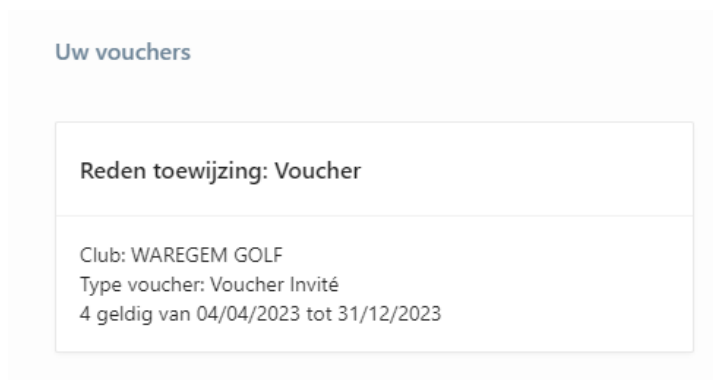 Uw vouchers
Reden toewijzing: Voucher
Club: WAREGEM GOLF
Type voucher: Voucher Invité
4 geldig van 04/04/2023 tot 31/12/2023